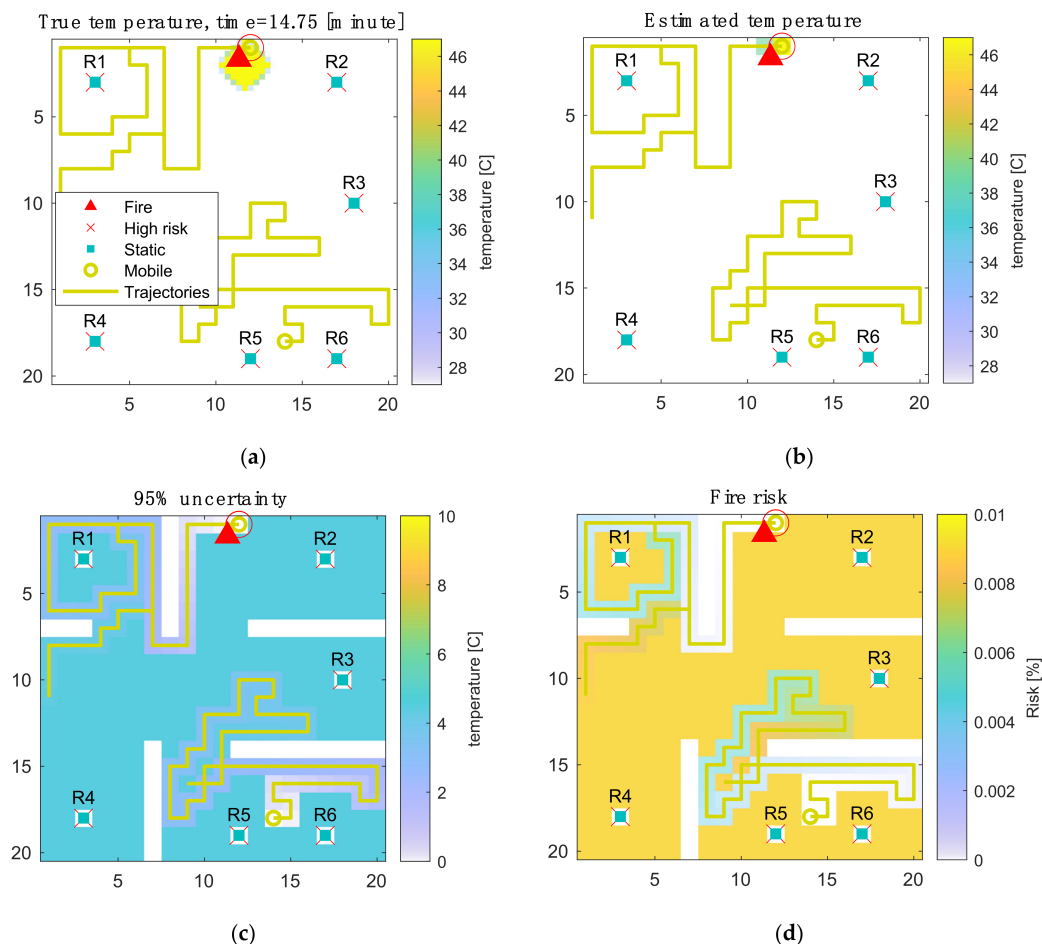 True temperature, time=14.75 [minute]
R1
R2
R3
R4
R5
R6
Fire
High risk
Static
Mobile
Trajectories
5
10
15
20
5
10
15
20
46
44
42
40
38
36
34
32
30
28
temperature [C]
(a)
Estimated temperature
R1
R2
R3
R4
R5
R6
5
10
15
20
5
10
15
20
46
44
42
40
38
36
34
32
30
28
temperature [C]
(b)
95% uncertainty
R1
R2
R3
R4
R5
R6
5
10
15
20
5
10
15
20
10
8
6
4
2
0
temperature [C]
(c)
Fire risk
R1
R2
R3
R4
R5
R6
5
10
15
20
5
10
15
20
0.01
0.008
0.006
0.004
0.002
0
Risk [%]
(d)